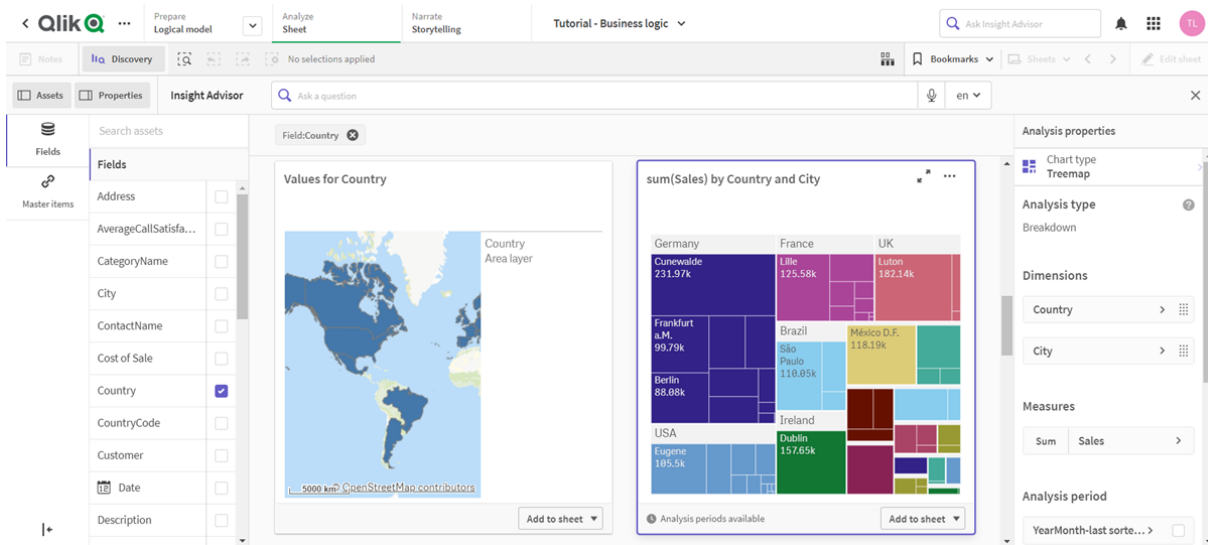 Qlik
Prepare
Logical model
Analyze
Sheet
Narrate
Storytelling
Tutorial - Business logic
Ask Insight Advisor
TL
Notes
Discovery
No selections applied
Bookmarks
Sheets
Edit sheet
Assets
Properties
Insight Advisor
Ask a question
en
Fields
Master items
Search assets
Fields
Address
AverageCallSatisfa...
CategoryName
City
ContactName
Cost of Sale
Country
CountryCode
Customer
Date
Description
Field:Country
Values for Country
Country
Area layer
5000 km
© OpenStreetMap contributors
Add to sheet
sum(Sales) by Country and City
Germany
Cunewalde
231.97k
Frankfurt
a.M.
99.79k
Berlin
88.08k
USA
Eugene
105.5k
France
Lille
125.58k
UK
Luton
182.14k
Brazil
São
Paulo
110.05k
México D.F.
118.19k
Ireland
Dublin
157.65k
Analysis periods available
Add to sheet
Analysis properties
Chart type
Treemap
Analysis type
Breakdown
Dimensions
Country
City
Measures
Sum Sales
Analysis period
YearMonth-last sorte...